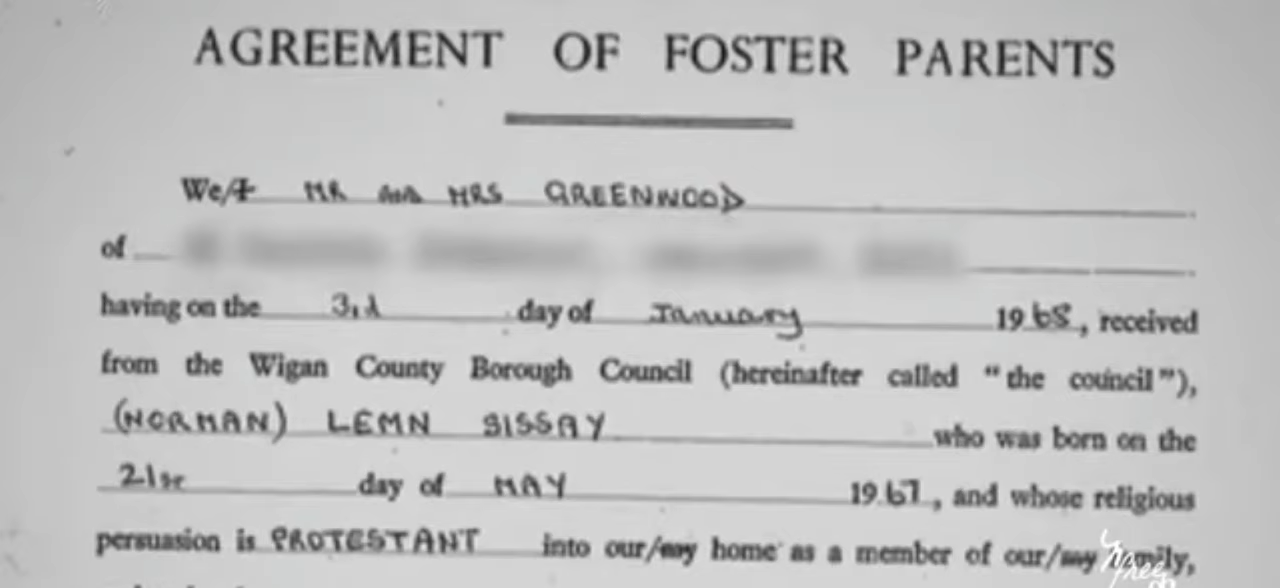 AGREEMENT OF FOSTER PARENTS
We/I MR AND MRS GREENWOOD
of
having on the 3rd day of January 1968, received
from the Wigan County Borough Council (hereinafter called "the council"),
(NORMAN) LEMN SISSAY who was born on the
21st day of MAY 1967, and whose religious
persuasion is PROTESTANT into our/my home as a member of our/my family,
free